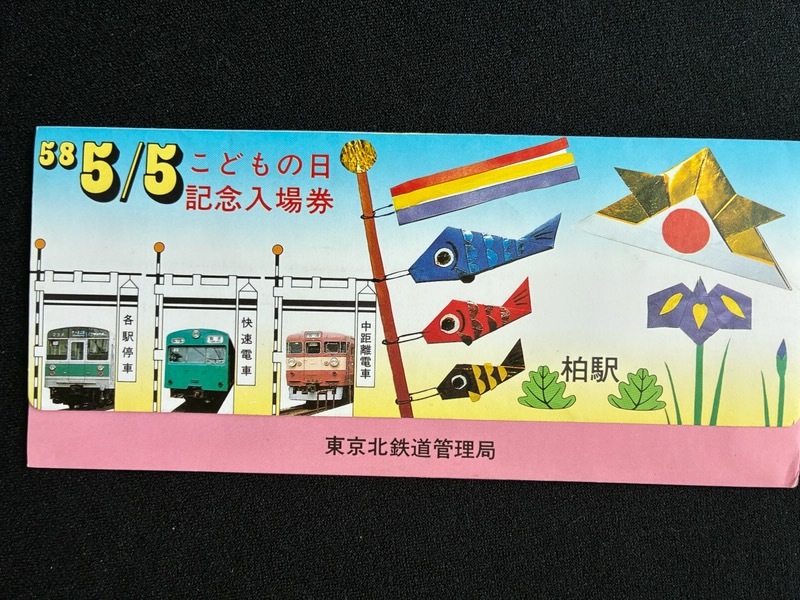 58 5/5
こどもの日
記念入場券
各駅停車
快速電車
中距離電車
柏駅
東京北鉄道管理局